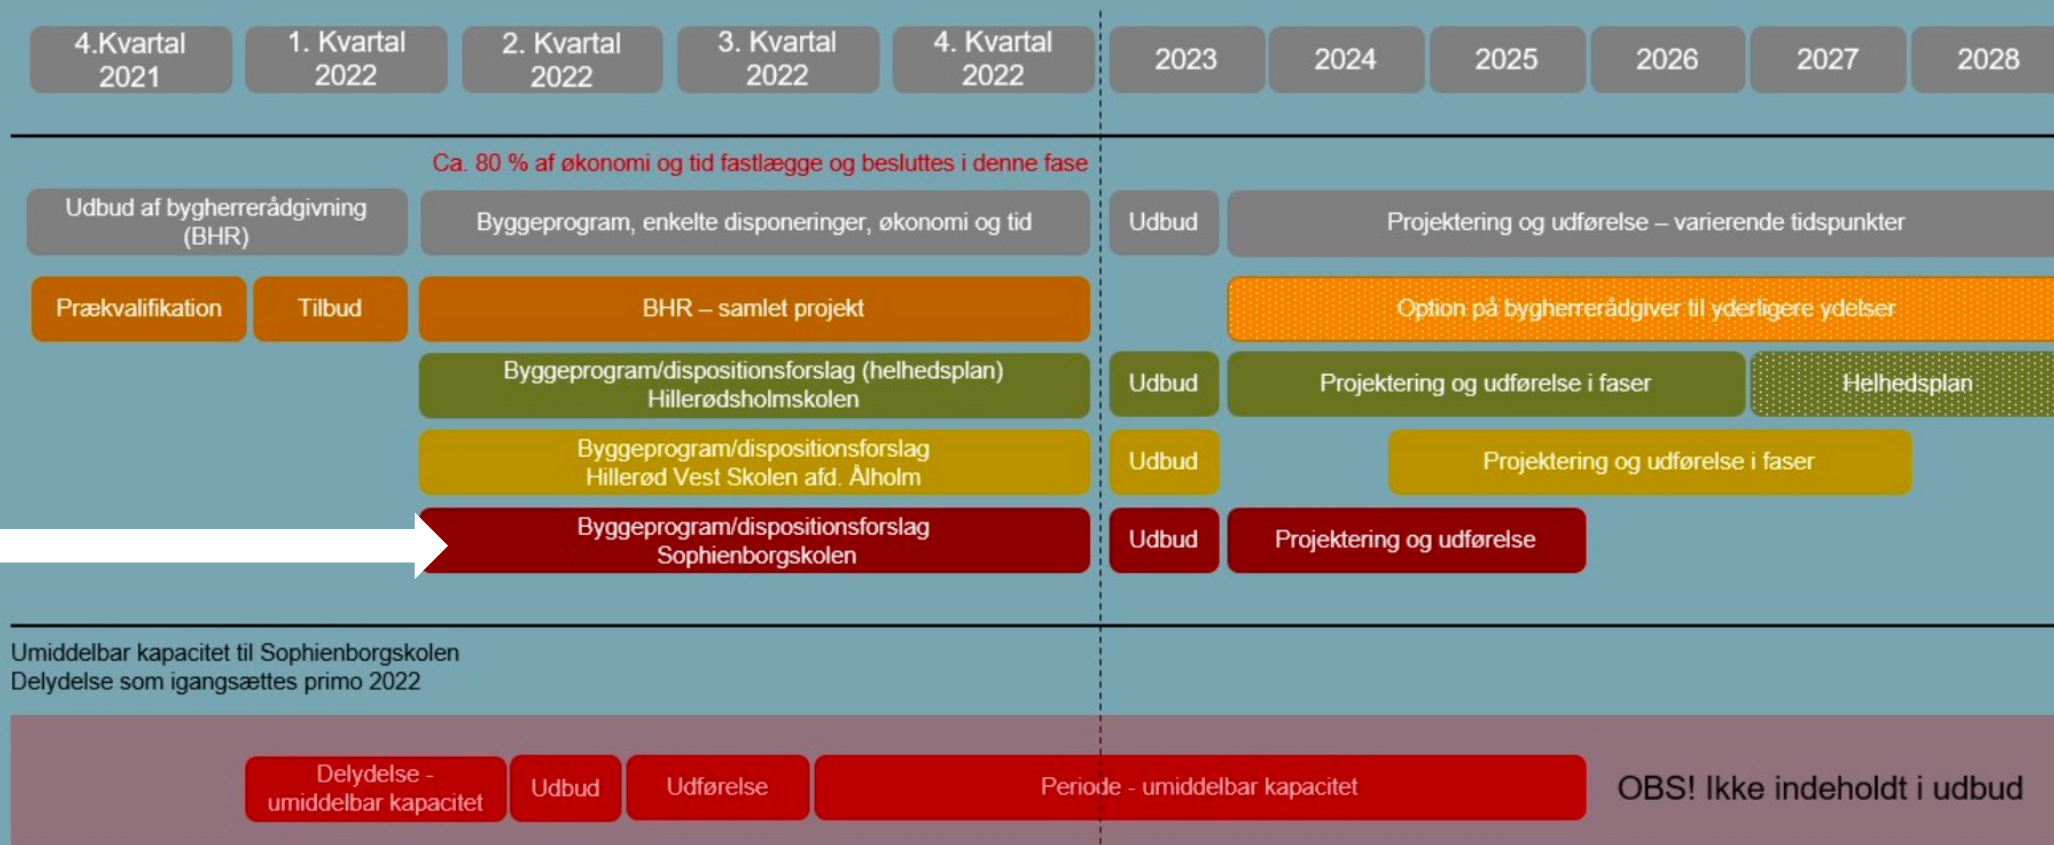 4.Kvartal
2021
1. Kvartal
2022
2. Kvartal
2022
3. Kvartal
2022
4. Kvartal
2022
2023
2024
2025
2026
2027
2028
Ca. 80 % af økonomi og tid fastlægge og besluttes i denne fase
Udbud af bygherrerådgivning
(BHR)
Byggeprogram, enkelte disponeringer, økonomi og tid
Udbud
Projektering og udførelse – varierende tidspunkter
Prækvalifikation
Tilbud
BHR – samlet projekt
Option på bygherrerådgiver til yderligere ydelser
Byggeprogram/dispositionsforslag (helhedsplan)
Hillerødsholmskolen
Udbud
Projektering og udførelse i faser
Helhedsplan
Byggeprogram/dispositionsforslag
Hillerød Vest Skolen afd. Ålholm
Udbud
Projektering og udførelse i faser
Byggeprogram/dispositionsforslag
Sophienborgskolen
Udbud
Projektering og udførelse
Umiddelbar kapacitet til Sophienborgskolen
Delydelse som igangsættes primo 2022
Delydelse -
umiddelbar kapacitet
Udbud
Udførelse
Periode - umiddelbar kapacitet
OBS! Ikke indeholdt i udbud